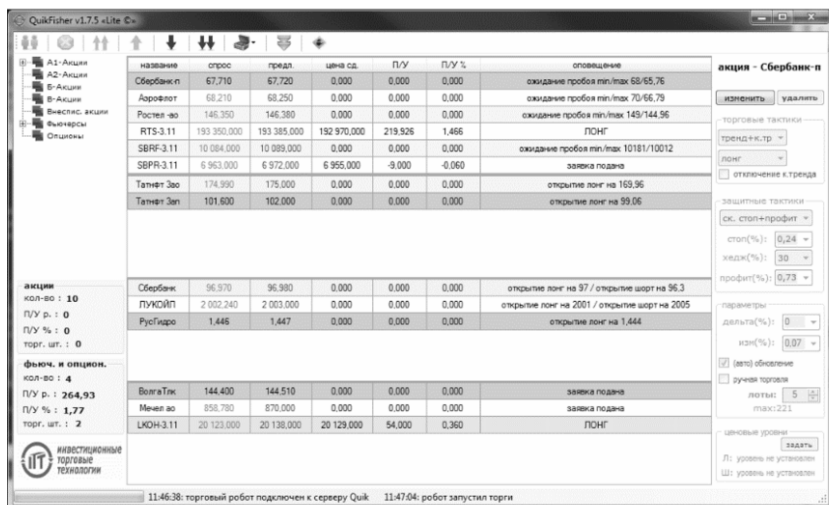 QuikFisher v1.7.5 «Lite ©»
А1-Акции
А2-Акции
Б-Акции
В-Акции
Внеспис. акции
Фьючерсы
Опционы
название спрос предл. цена сд. П/У П/У % оповещение
Сбербанк-п 67,710 67,720 0,000 0,000 0,000 ожидание пробоя min/max 68/65,76
Аэрофлот 68,210 68,250 0,000 0,000 0,000 ожидание пробоя min/max 70/66,79
Ростел -ао 146,350 146,380 0,000 0,000 0,000 ожидание пробоя min/max 149/144,96
RTS-3.11 193 350,000 193 385,000 192 970,000 219,926 1,466 ЛОНГ
SBRF-3.11 10 084,000 10 089,000 0,000 0,000 0,000 ожидание пробоя min/max 10181/10012
SBPR-3.11 6 963,000 6 972,000 6 955,000 -9,000 -0,060 заявка подана
Татнфт 3ао 174,990 175,000 0,000 0,000 0,000 открытие лонг на 169,96
Татнфт 3ап 101,600 102,000 0,000 0,000 0,000 открытие лонг на 99,06
Сбербанк 96,970 96,980 0,000 0,000 0,000 открытие лонг на 97 / открытие шорт на 96,3
ЛУКОЙЛ 2 002,240 2 003,000 0,000 0,000 0,000 открытие лонг на 2001 / открытие шорт на 2005
РусГидро 1,446 1,447 0,000 0,000 0,000 открытие лонг на 1,444
ВолгаТлк 144,400 144,510 0,000 0,000 0,000 заявка подана
Мечел ао 858,780 870,000 0,000 0,000 0,000 заявка подана
LKOH-3.11 20 123,000 20 138,000 20 129,000 54,000 0,360 ЛОНГ
акции
кол-во : 10
П/У р. : 0
П/У % : 0
торг. шт. : 0
фьюч. и опцион.
кол-во : 4
П/У р. : 264,93
П/У % : 1,77
торг. шт. : 2
ИТТ
ИНВЕСТИЦИОННЫЕ
ТОРГОВЫЕ
ТЕХНОЛОГИИ
акция - Сбербанк-п
изменить удалить
торговые тактики
тренд+к.тр
лонг
отключение к.тренда
защитные тактики
ск. стоп+профит
стоп(%): 0,24
хедж(%): 30
профит(%): 0,73
параметры
дельта(%): 0
изн(%): 0,07
(авто) обновление
ручная торговля
лоты: 5
max:221
ценовые уровни
задать
Л: уровень не установлен
Ш: уровень не установлен
11:46:38: торговый робот подключен к серверу Quik 11:47:04: робот запустил торги